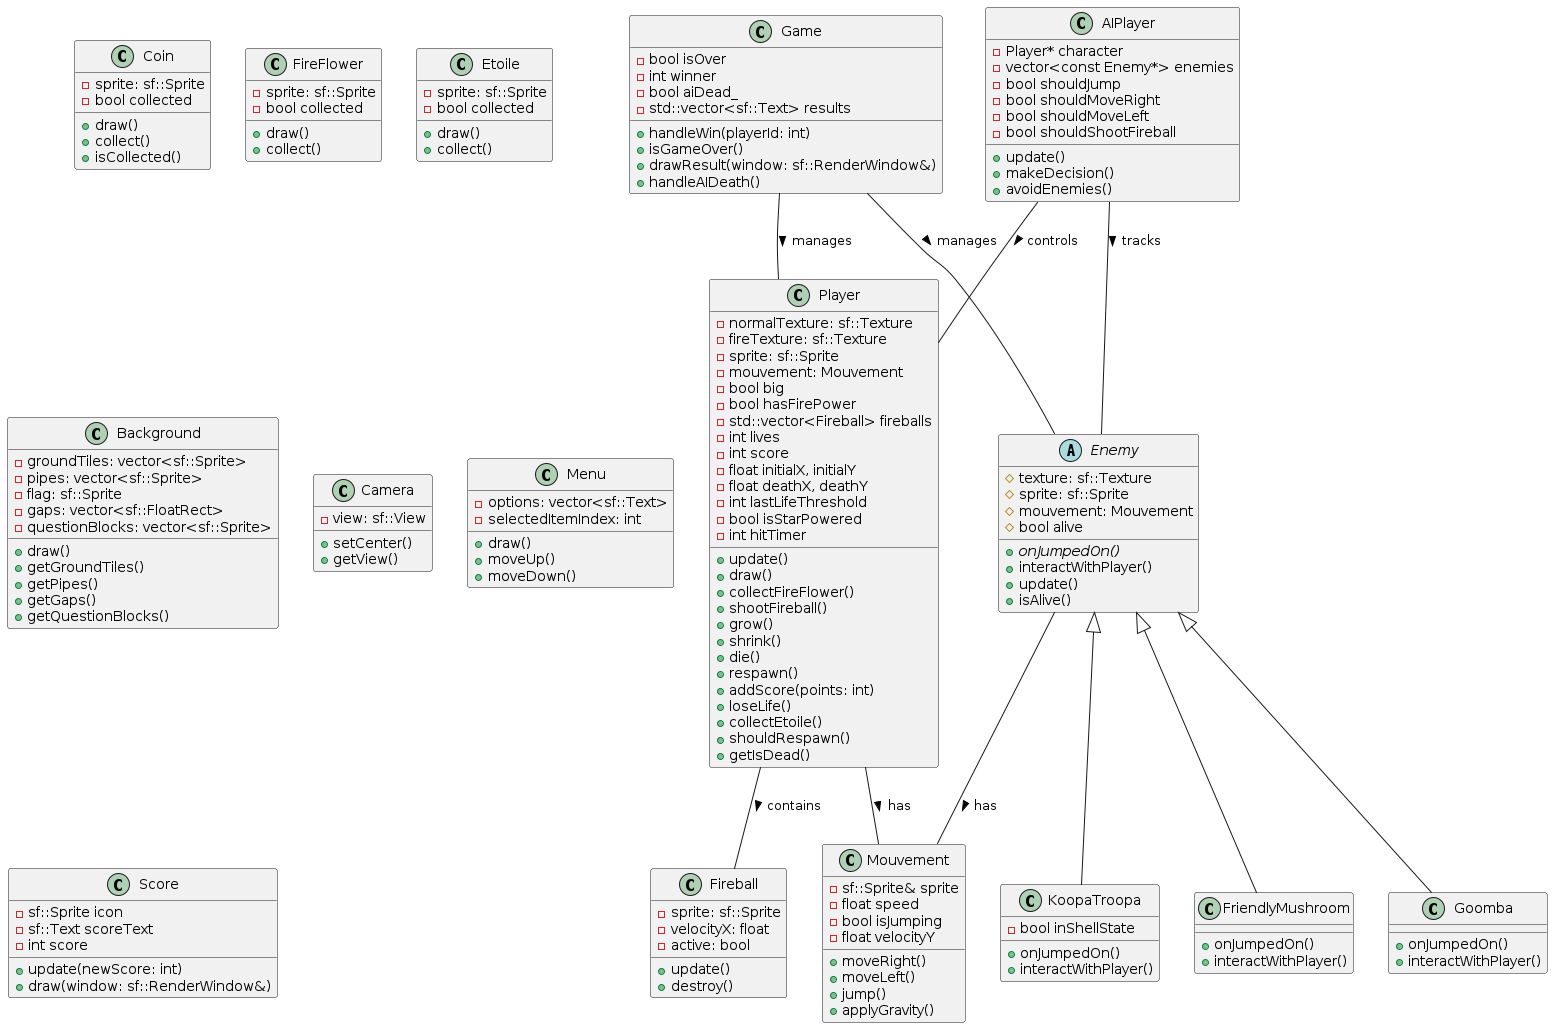 C Coin
sprite: sf::Sprite
bool collected
draw()
collect()
isCollected()
C FireFlower
sprite: sf::Sprite
bool collected
draw()
collect()
C Etoile
sprite: sf::Sprite
bool collected
draw()
collect()
C Game
bool isOver
int winner
bool aiDead_
std::vector<sf::Text> results
handleWin(playerId: int)
isGameOver()
drawResult(window: sf::RenderWindow&)
handleAIDeath()
C AIPlayer
Player* character
vector<const Enemy*> enemies
bool shouldJump
bool shouldMoveRight
bool shouldMoveLeft
bool shouldShootFireball
update()
makeDecision()
avoidEnemies()
manages
manages
controls
tracks
C Background
groundTiles: vector<sf::Sprite>
pipes: vector<sf::Sprite>
flag: sf::Sprite
gaps: vector<sf::FloatRect>
questionBlocks: vector<sf::Sprite>
draw()
getGroundTiles()
getPipes()
getGaps()
getQuestionBlocks()
C Camera
view: sf::View
setCenter()
getView()
C Menu
options: vector<sf::Text>
selectedItemIndex: int
draw()
moveUp()
moveDown()
C Player
normalTexture: sf::Texture
fireTexture: sf::Texture
sprite: sf::Sprite
mouvement: Mouvement
bool big
bool hasFirePower
std::vector<Fireball> fireballs
int lives
int score
float initialX, initialY
float deathX, deathY
int lastLifeThreshold
bool isStarPowered
int hitTimer
update()
draw()
collectFireFlower()
shootFireball()
grow()
shrink()
die()
respawn()
addScore(points: int)
loseLife()
collectEtoile()
shouldRespawn()
getIsDead()
A Enemy
texture: sf::Texture
sprite: sf::Sprite
mouvement: Mouvement
bool alive
onJumpedOn()
interactWithPlayer()
update()
isAlive()
contains
has
has
C Score
sf::Sprite icon
sf::Text scoreText
int score
update(newScore: int)
draw(window: sf::RenderWindow&)
C Fireball
sprite: sf::Sprite
velocityX: float
active: bool
update()
destroy()
C Mouvement
sf::Sprite& sprite
float speed
bool isJumping
float velocityY
moveRight()
moveLeft()
jump()
applyGravity()
C KoopaTroopa
bool inShellState
onJumpedOn()
interactWithPlayer()
C FriendlyMushroom
onJumpedOn()
interactWithPlayer()
C Goomba
onJumpedOn()
interactWithPlayer()